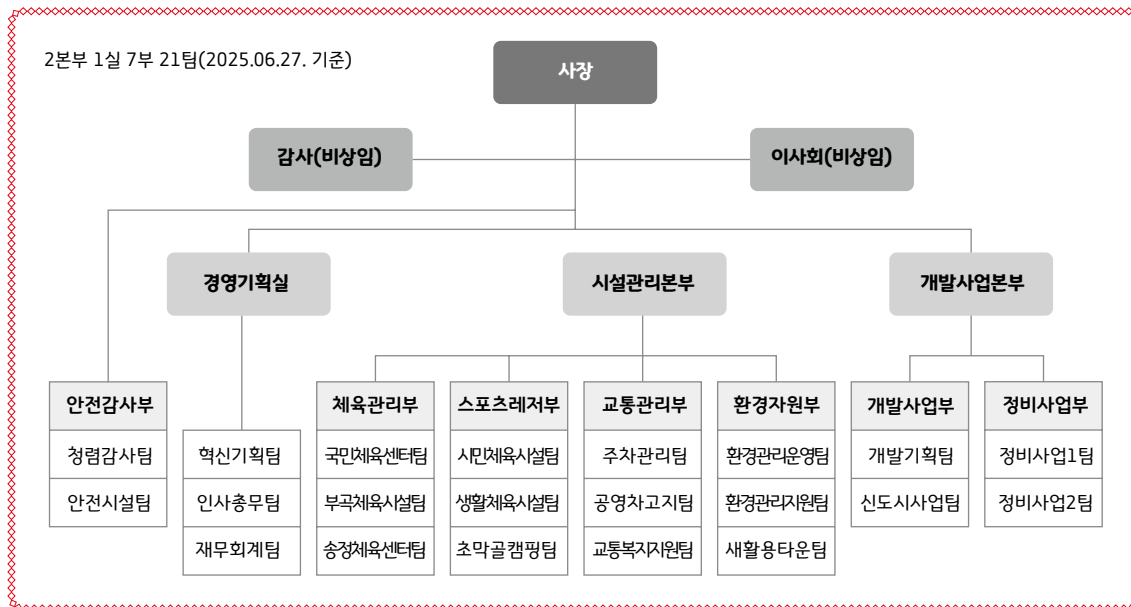 2본부 1실 7부 21팀(2025.06.27. 기준)
사장
감사(비상임)
이사회(비상임)
경영기획실
시설관리본부
개발사업본부
안전감사부
청렴감사팀
안전시설팀
혁신기획팀
인사총무팀
재무회계팀
체육관리부
국민체육센터팀
부곡체육시설팀
송정체육센터팀
스포츠레저부
시민체육시설팀
생활체육시설팀
초막골캠핑팀
교통관리부
주차관리팀
공영차고지팀
교통복지지원팀
환경자원부
환경관리운영팀
환경관리지원팀
새활용타운팀
개발사업부
개발기획팀
신도시사업팀
정비사업부
정비사업1팀
정비사업2팀